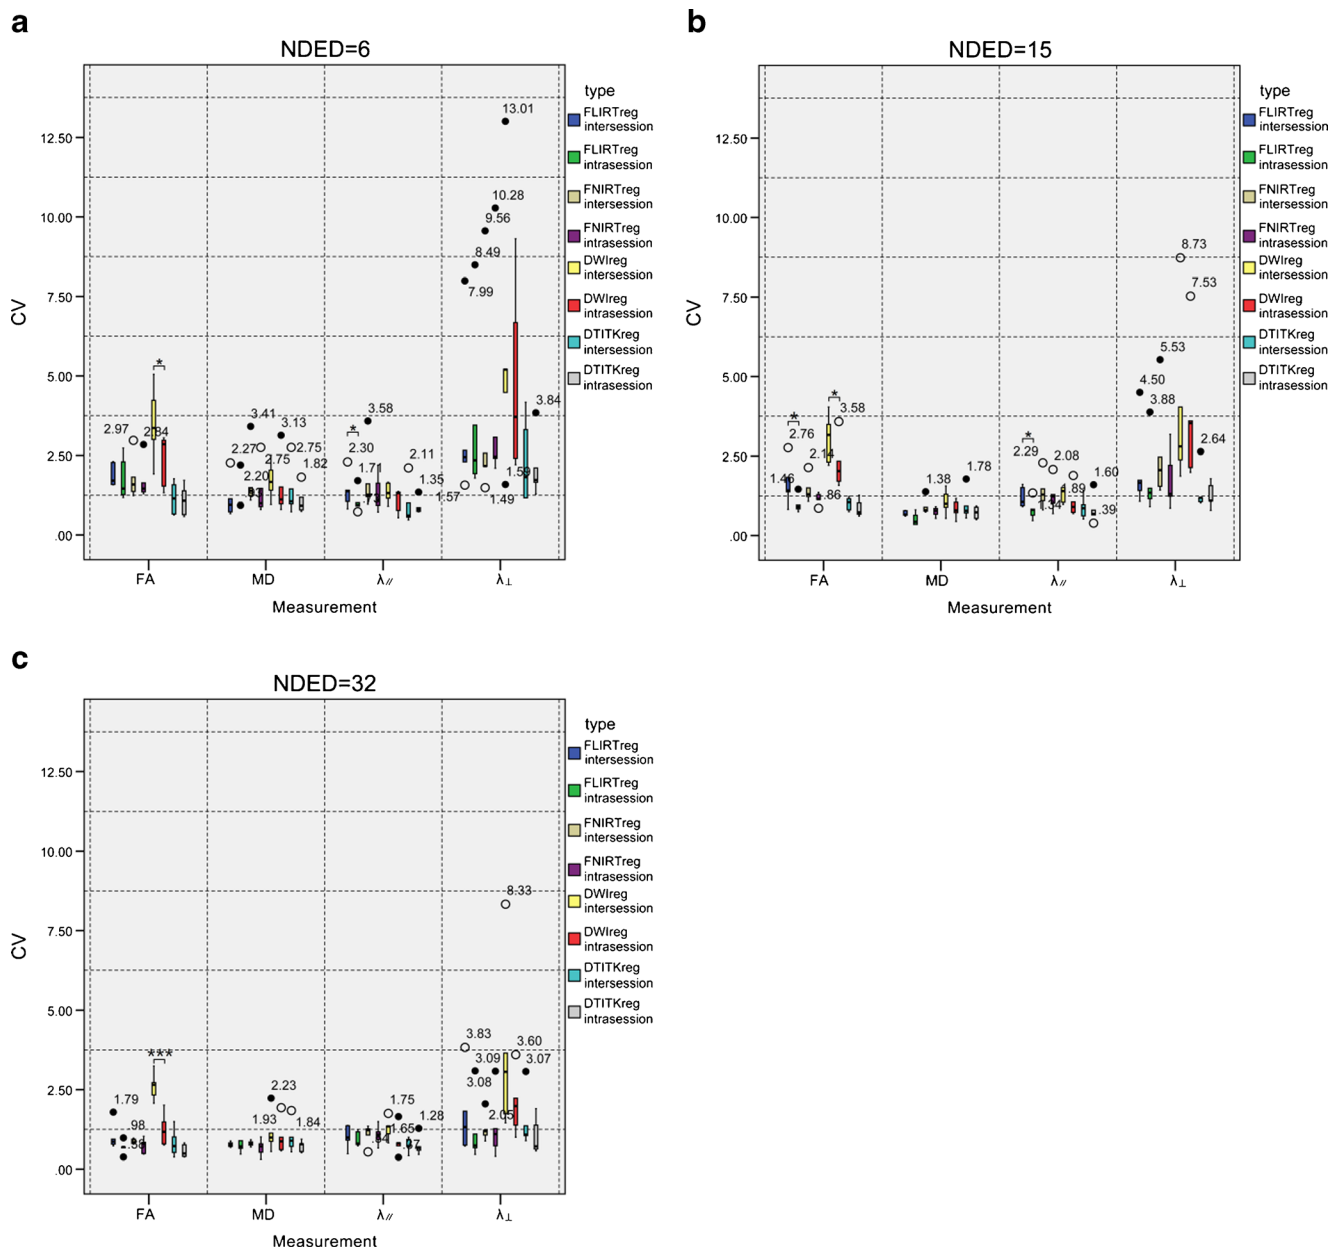 a
NDED=6
CV
12.50
10.00
7.50
5.00
2.50
.00
13.01
10.28
9.56
8.49
7.99
*
2.97
2.84
3.41
2.27
2.20
2.75
3.13
2.75
1.82
*
3.58
2.30
1.71
2.11
1.35
1.57
3.84
1.59
1.49
FA
MD
λ//
λ⊥
Measurement
type
FLIRTreg
intersession
FLIRTreg
intrasession
FNIRTreg
intersession
FNIRTreg
intrasession
DWIreg
intersession
DWIreg
intrasession
DTITKreg
intersession
DTITKreg
intrasession
b
NDED=15
CV
12.50
10.00
7.50
5.00
2.50
.00
8.73
7.53
5.53
4.50
3.88
2.64
*
*
3.58
2.76
2.14
1.46
.86
1.38
1.78
*
2.29
2.08
1.60
.89
1.34
.39
FA
MD
λ//
λ⊥
Measurement
type
FLIRTreg
intersession
FLIRTreg
intrasession
FNIRTreg
intersession
FNIRTreg
intrasession
DWIreg
intersession
DWIreg
intrasession
DTITKreg
intersession
DTITKreg
intrasession
c
NDED=32
CV
12.50
10.00
7.50
5.00
2.50
.00
8.33
3.83
3.60
3.09
3.07
3.08
2.05
***
1.79
.98
2.23
1.93
1.84
1.75
1.65
1.28
FA
MD
λ//
λ⊥
Measurement
type
FLIRTreg
intersession
FLIRTreg
intrasession
FNIRTreg
intersession
FNIRTreg
intrasession
DWIreg
intersession
DWIreg
intrasession
DTITKreg
intersession
DTITKreg
intrasession